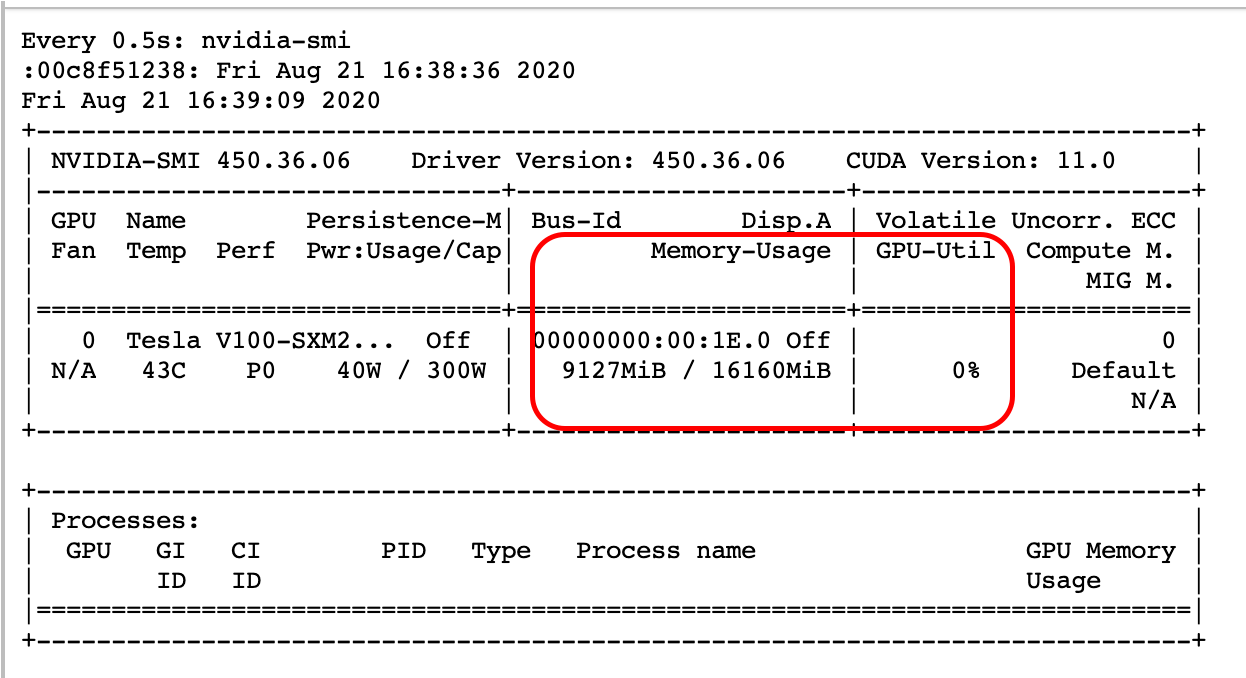 Every 0.5s: nvidia-smi
:00c8f51238: Fri Aug 21 16:38:36 2020
Fri Aug 21 16:39:09 2020
+-----------------------------------------------------------------------------+
| NVIDIA-SMI 450.36.06    Driver Version: 450.36.06    CUDA Version: 11.0     |
|-------------------------------+----------------------+----------------------+
| GPU  Name        Persistence-M| Bus-Id        Disp.A | Volatile Uncorr. ECC |
| Fan  Temp  Perf  Pwr:Usage/Cap|         Memory-Usage | GPU-Util  Compute M. |
|                               |                      |               MIG M. |
|===============================+======================+======================|
|   0  Tesla V100-SXM2...  Off  | 00000000:00:1E.0 Off |                    0 |
| N/A   43C    P0    40W / 300W |   9127MiB / 16160MiB |      0%      Default |
|                               |                      |                  N/A |
+-------------------------------+----------------------+----------------------+
+-----------------------------------------------------------------------------+
| Processes:                                                                  |
|  GPU   GI   CI        PID   Type   Process name                  GPU Memory |
|        ID   ID                                                   Usage      |
|=============================================================================|
+-----------------------------------------------------------------------------+